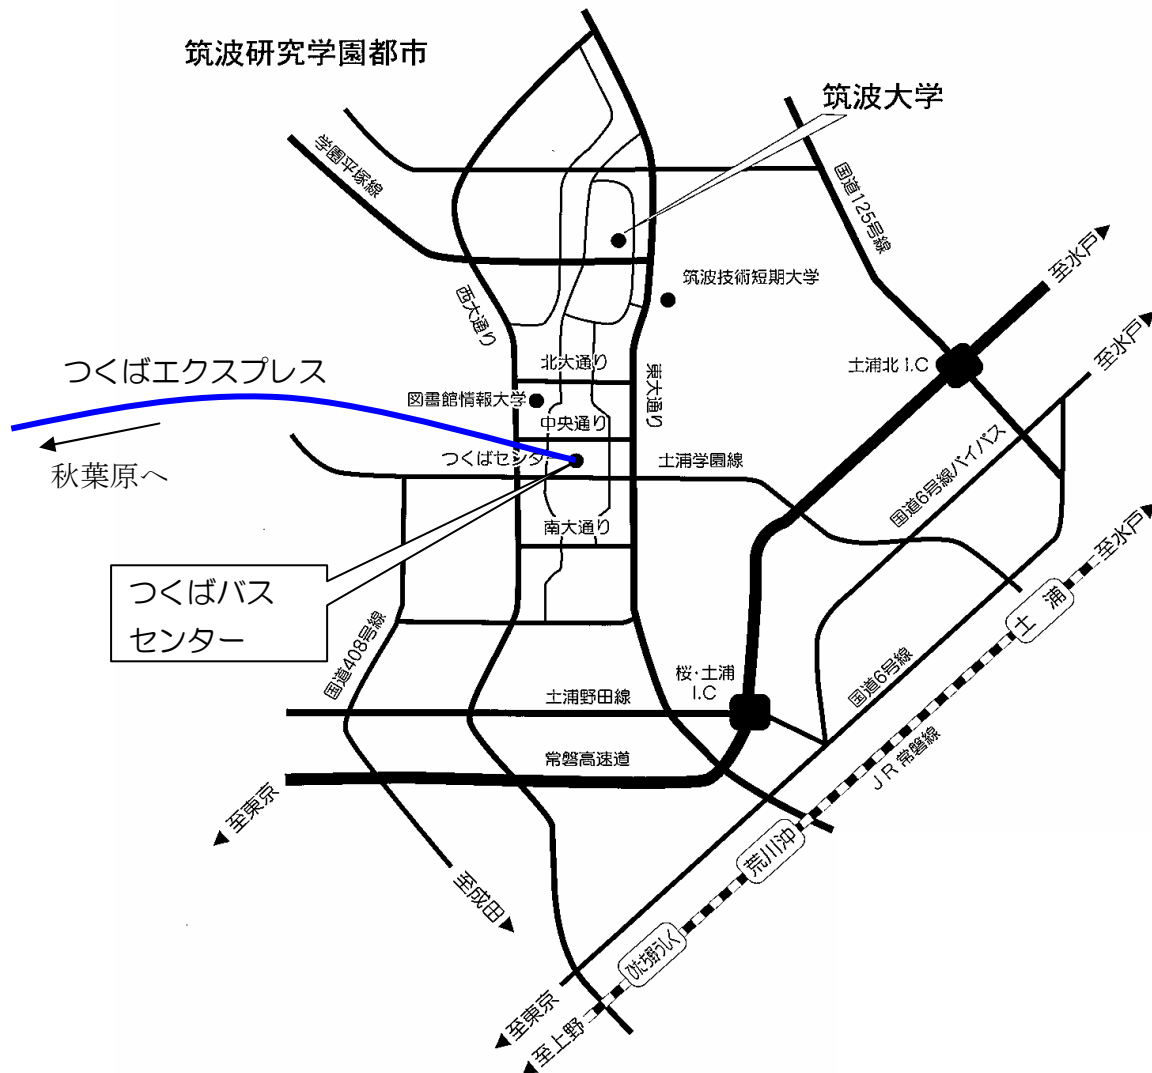 筑波研究学園都市
筑波大学
学園平塚線
国道125号線
至水戸
筑波技術短期大学
西大通り
至水戸
北大通り
東大通り
土浦北 I.C
つくばエクスプレス
図書館情報大学
中央通り
つくばセンター
土浦学園線
秋葉原へ
国道6号線バイパス
南大通り
至水戸
つくばバス
センター
土浦
国道408号線
桜・土浦
I.C
国道6号線
土浦野田線
常磐高速道
JR常磐線
至東京
荒川沖
至成田
ひたち野うしく
至東京
至上野